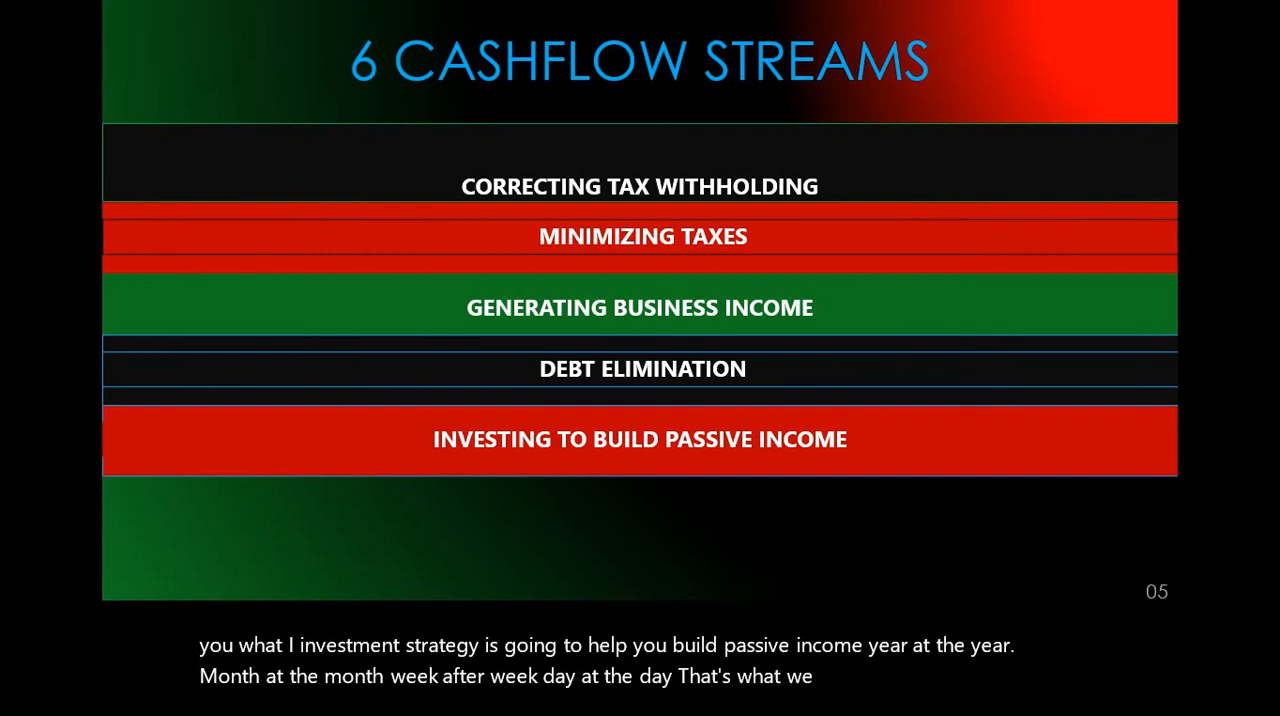 6 CASHFLOW STREAMS
CORRECTING TAX WITHHOLDING
MINIMIZING TAXES
GENERATING BUSINESS INCOME
DEBT ELIMINATION
INVESTING TO BUILD PASSIVE INCOME
05
you what I investment strategy is going to help you build passive income year at the year.
Month at the month week after week day at the day That's what we